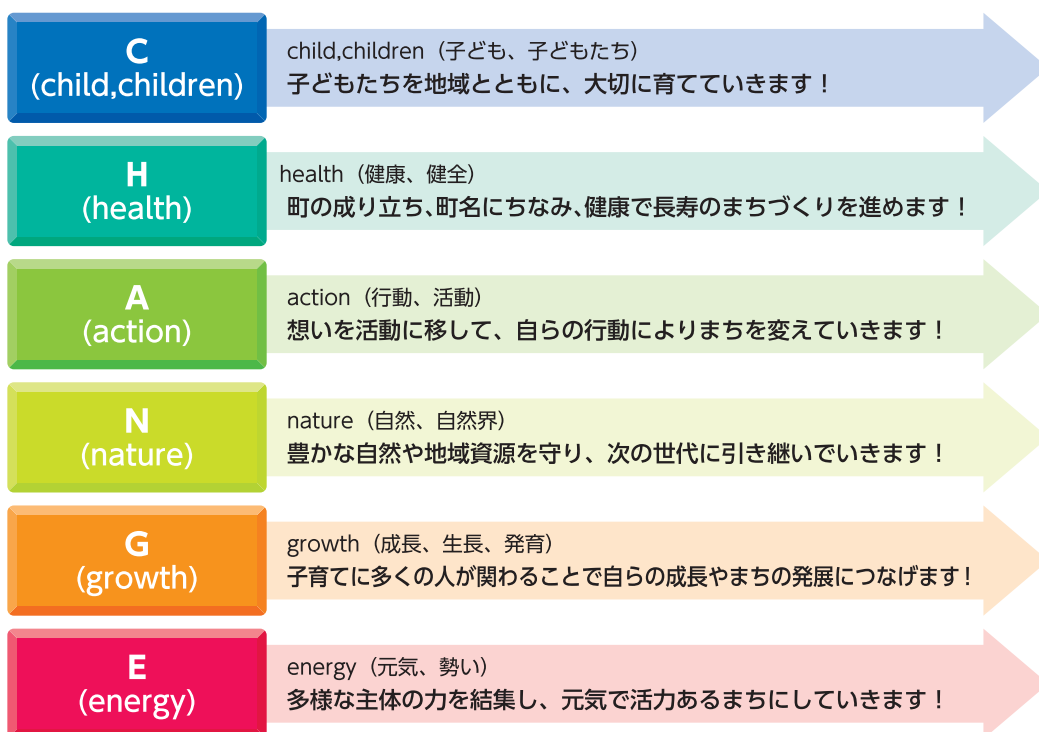 C
(child,children)
child,children（子ども、子どもたち）
子どもたちを地域とともに、大切に育てていきます！
H
(health)
health（健康、健全）
町の成り立ち、町名にちなみ、健康で長寿のまちづくりを進めます！
A
(action)
action（行動、活動）
想いを活動に移して、自らの行動によりまちを変えていきます！
N
(nature)
nature（自然、自然界）
豊かな自然や地域資源を守り、次の世代に引き継いでいきます！
G
(growth)
growth（成長、生長、発育）
子育てに多くの人が関わることで自らの成長やまちの発展につなげます！
E
(energy)
energy（元気、勢い）
多様な主体の力を結集し、元気で活力あるまちにしていきます！